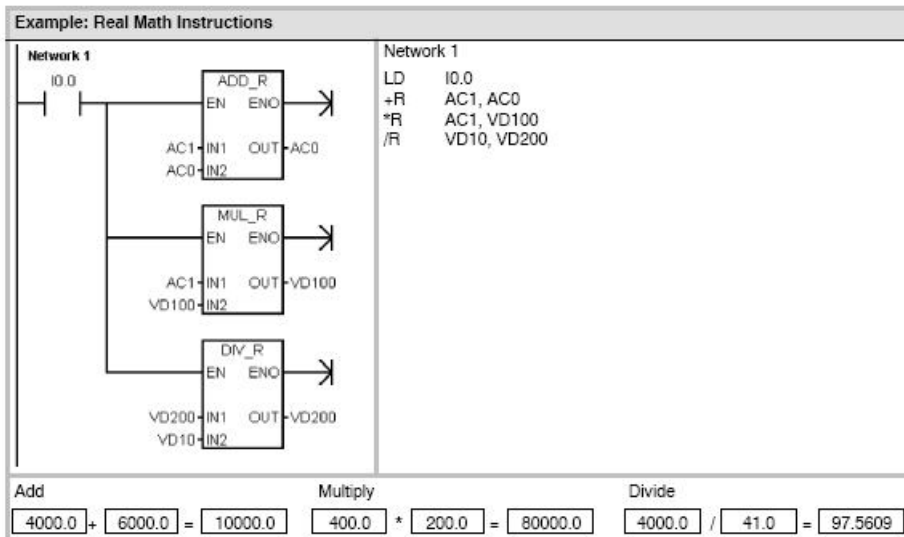 Example: Real Math Instructions
Network 1
I0.0
ADD_R
EN ENO
AC1 IN1 OUT AC0
AC0 IN2
MUL_R
EN ENO
AC1 IN1 OUT VD100
VD100 IN2
DIV_R
EN ENO
VD200 IN1 OUT VD200
VD10 IN2
Network 1
LD I0.0
+R AC1, AC0
*R AC1, VD100
/R VD10, VD200
Add Multiply Divide
4000.0 + 6000.0 = 10000.0 400.0 * 200.0 = 80000.0 4000.0 / 41.0 = 97.5609